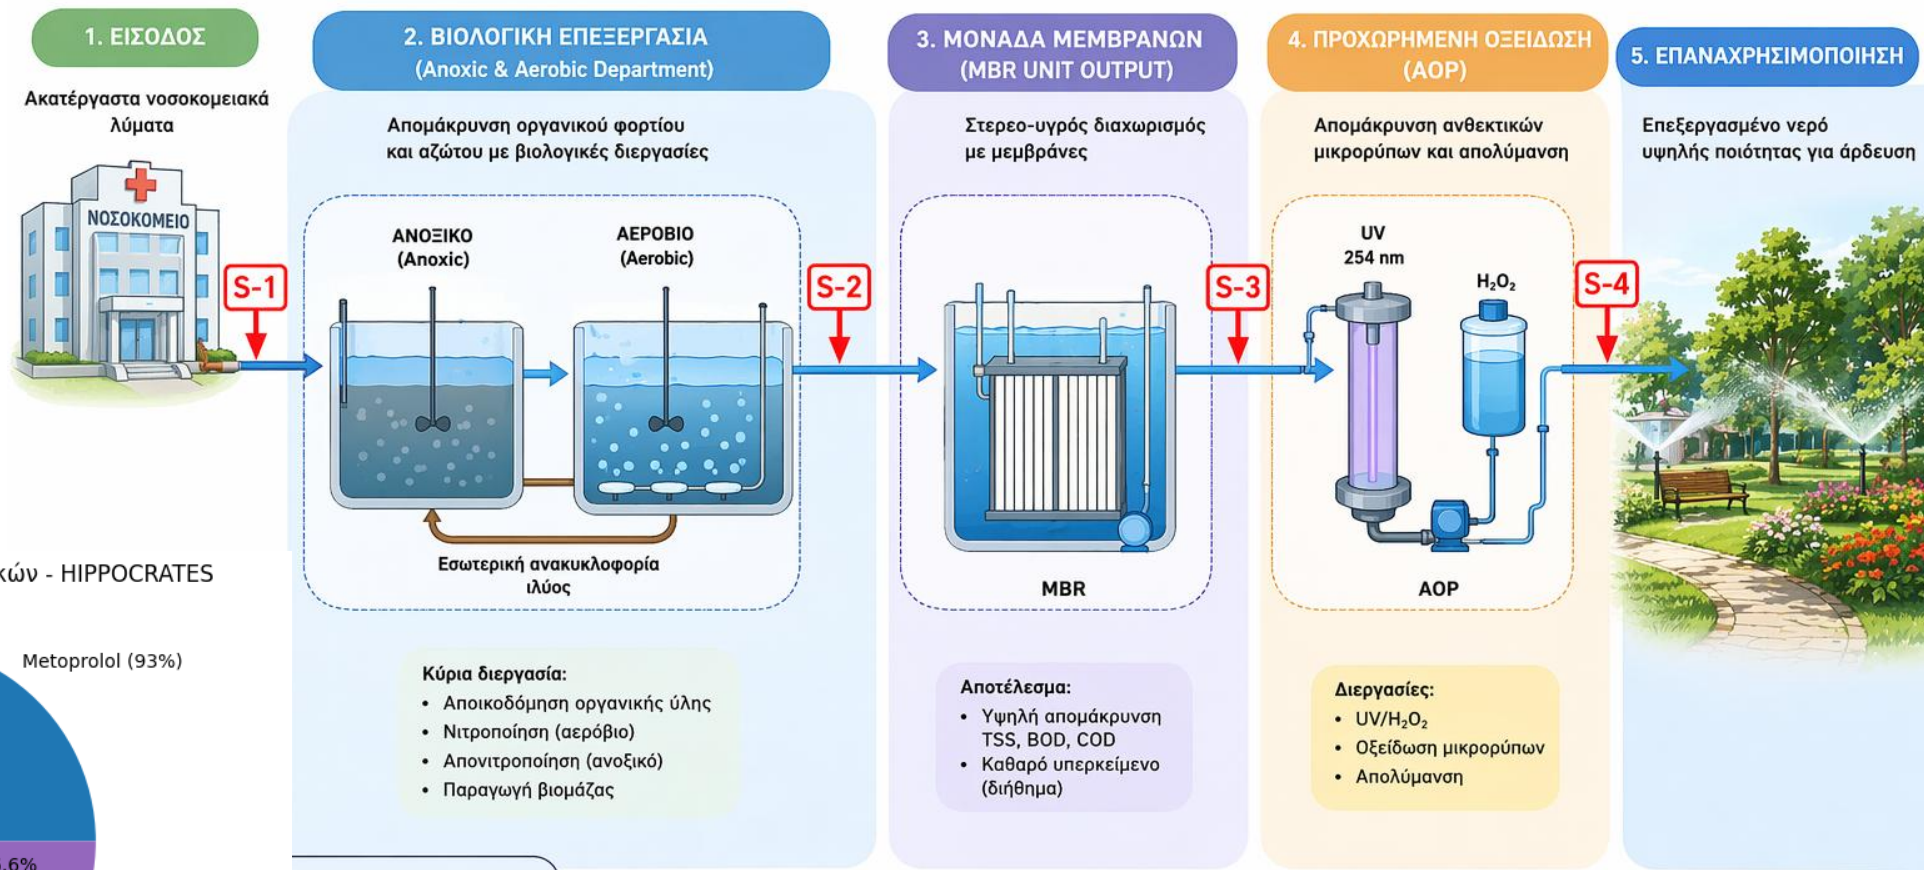 1. ΕΙΣΟΔΟΣ
Ακατέργαστα νοσοκομειακά
λύματα
ΝΟΣΟΚΟΜΕΙΟ
S-1
2. ΒΙΟΛΟΓΙΚΗ ΕΠΕΞΕΡΓΑΣΙΑ
(Anoxic & Aerobic Department)
Απομάκρυνση οργανικού φορτίου
και αζώτου με βιολογικές διεργασίες
ΑΝΟΞΙΚΟ
(Anoxic)
ΑΕΡΟΒΙΟ
(Aerobic)
Εσωτερική ανακυκλοφορία
ιλύος
Κύρια διεργασία:
• Αποικοδόμηση οργανικής ύλης
• Νιτροποίηση (αερόβιο)
• Απονιτροποίηση (ανοξικό)
• Παραγωγή βιομάζας
S-2
3. ΜΟΝΑΔΑ ΜΕΜΒΡΑΝΩΝ
(MBR UNIT OUTPUT)
Στερεο-υγρός διαχωρισμός
με μεμβράνες
MBR
Αποτέλεσμα:
• Υψηλή απομάκρυνση
TSS, BOD, COD
• Καθαρό υπερκείμενο
(διήθημα)
S-3
4. ΠΡΟΧΩΡΗΜΕΝΗ ΟΞΕΙΔΩΣΗ
(AOP)
Απομάκρυνση ανθεκτικών
μικρορύπων και απολύμανση
UV
254 nm
H₂O₂
AOP
Διεργασίες:
• UV/H₂O₂
• Οξείδωση μικρορύπων
• Απολύμανση
S-4
5. ΕΠΑΝΑΧΡΗΣΙΜΟΠΟΙΗΣΗ
Επεξεργασμένο νερό
υψηλής ποιότητας για άρδευση
- HIPPOCRATES
Metoprolol (93%)